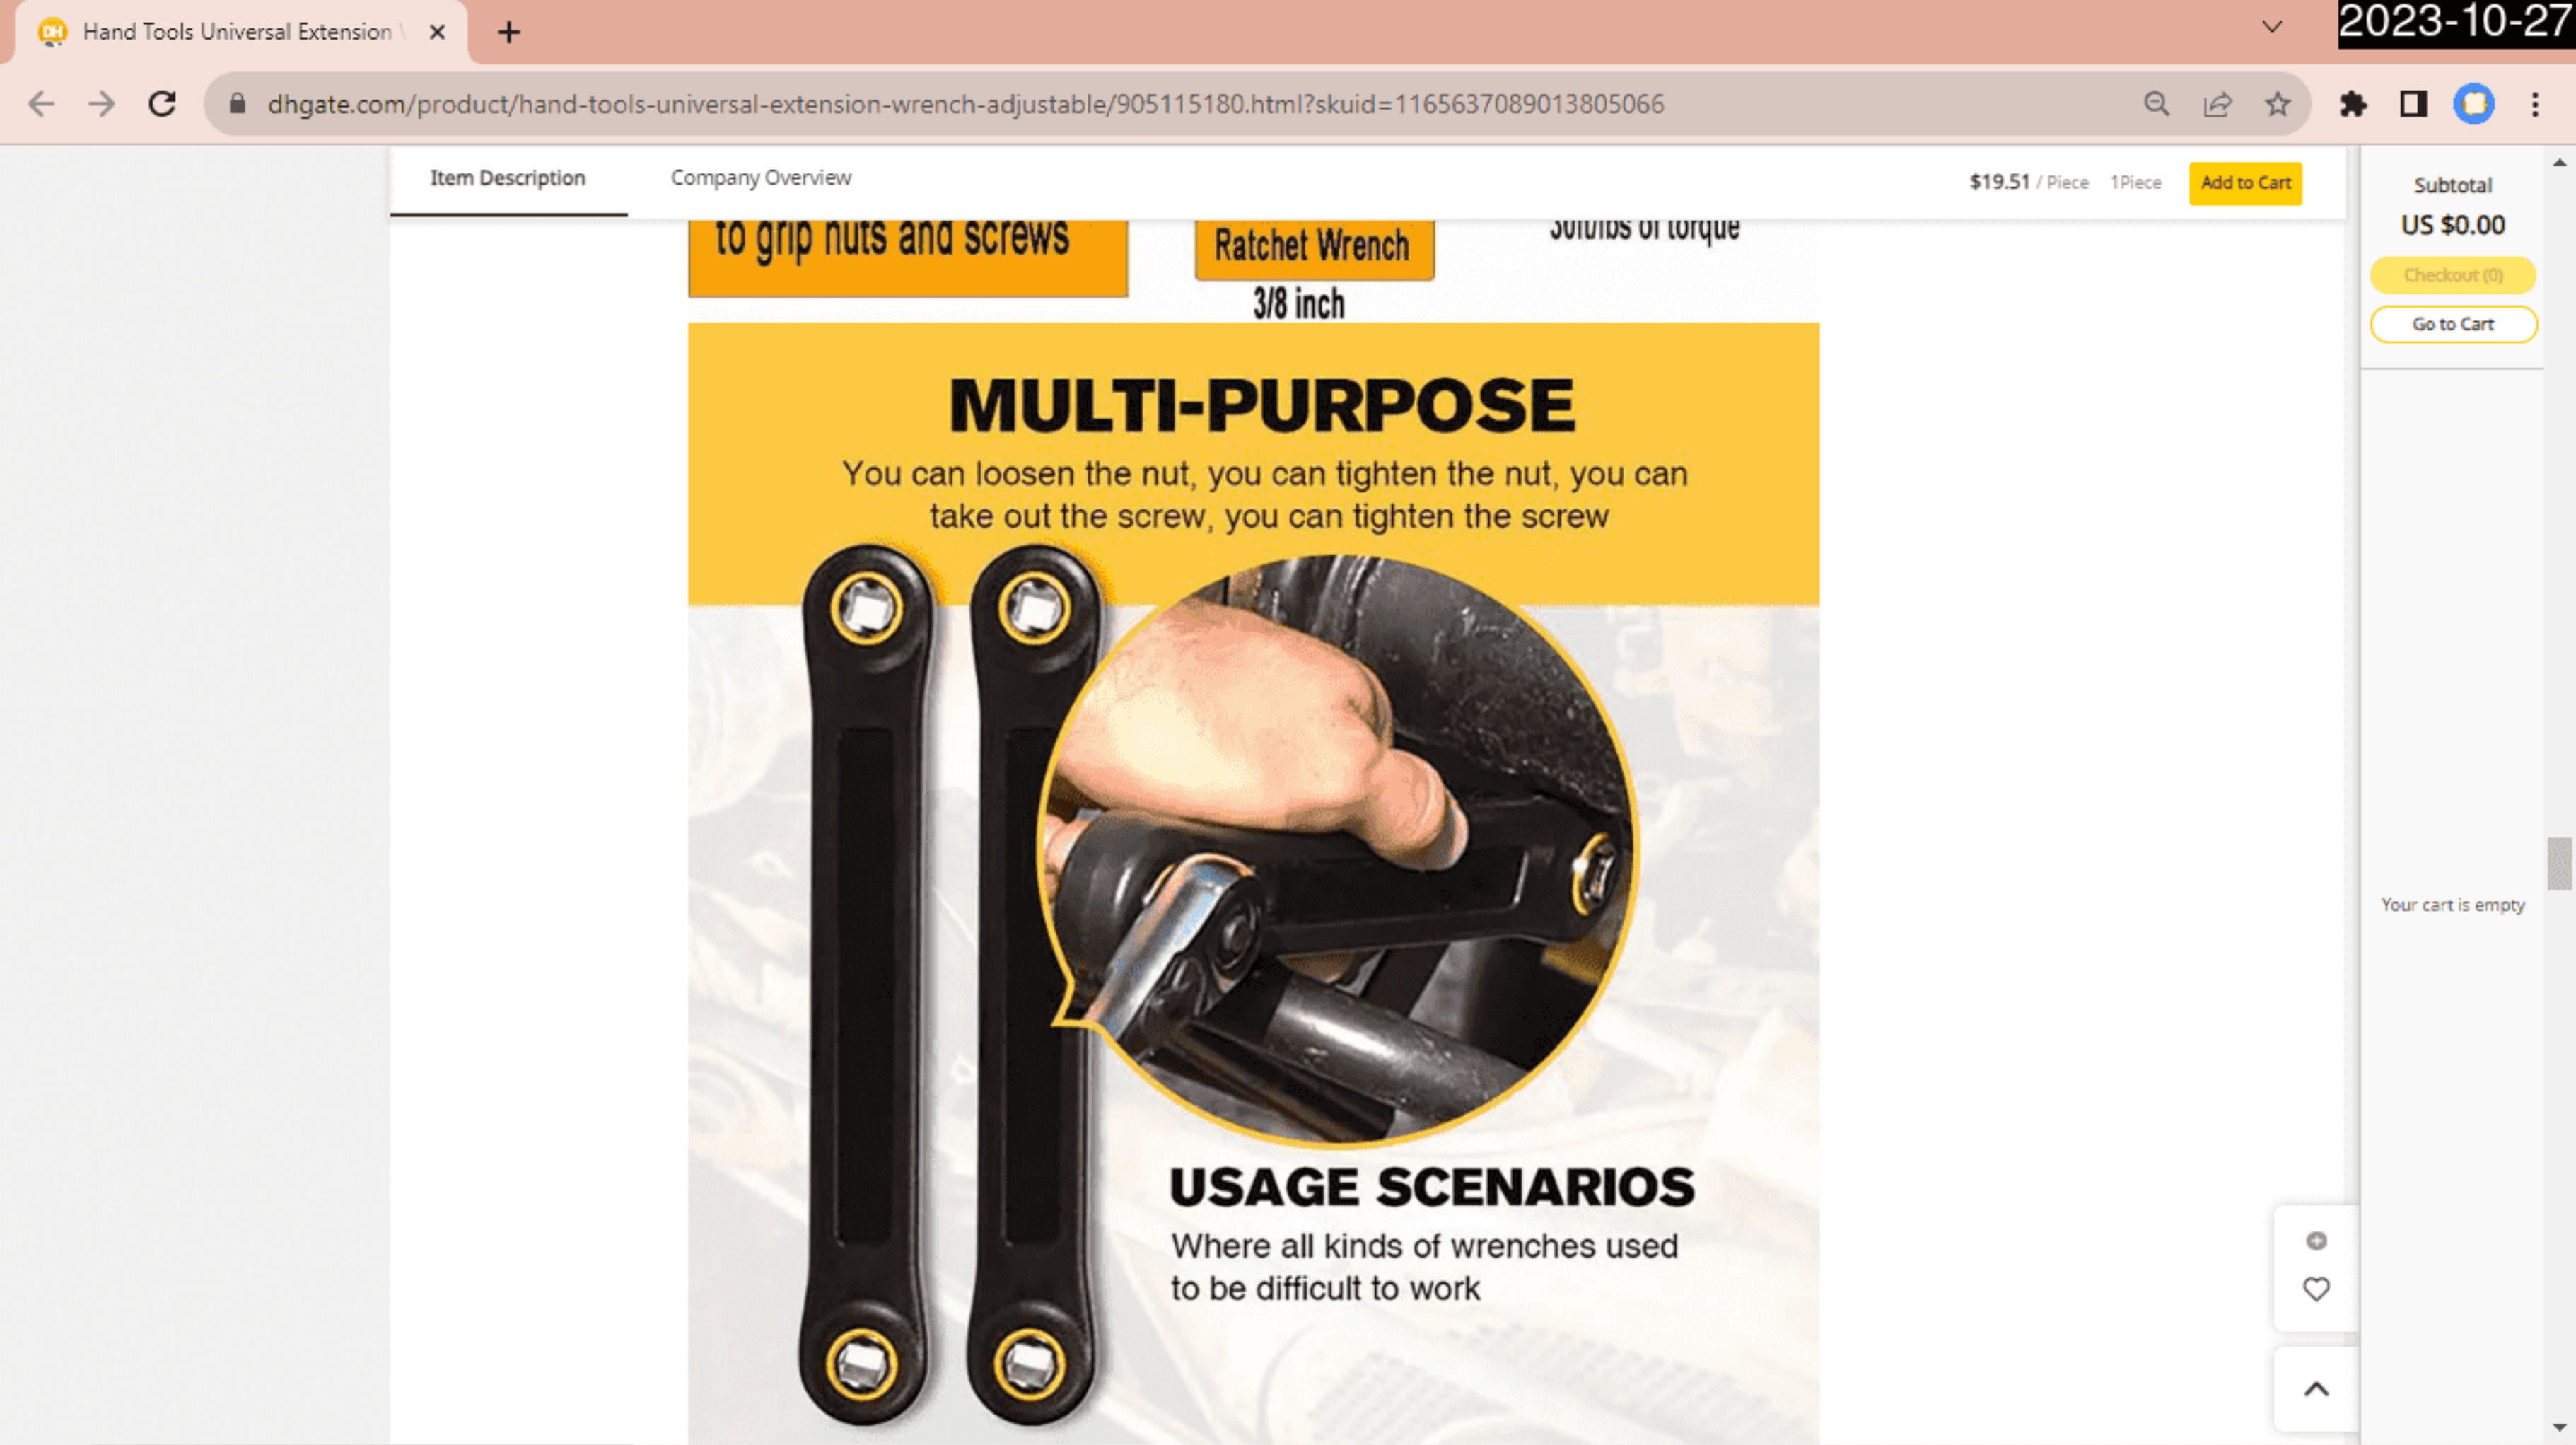 Hand Tools Universal Extension
2023-10-27
dhgate.com/product/hand-tools-universal-extension-wrench-adjustable/905115180.html?skuid=1165637089013805066
Item Description
Company Overview
$19.51 / Piece 1Piece
Add to Cart
Subtotal
US $0.00
Checkout (0)
Go to Cart
to grip nuts and screws
Ratchet Wrench
30ft/lbs of torque
3/8 inch
MULTI-PURPOSE
You can loosen the nut, you can tighten the nut, you can
take out the screw, you can tighten the screw
Your cart is empty
USAGE SCENARIOS
Where all kinds of wrenches used
to be difficult to work